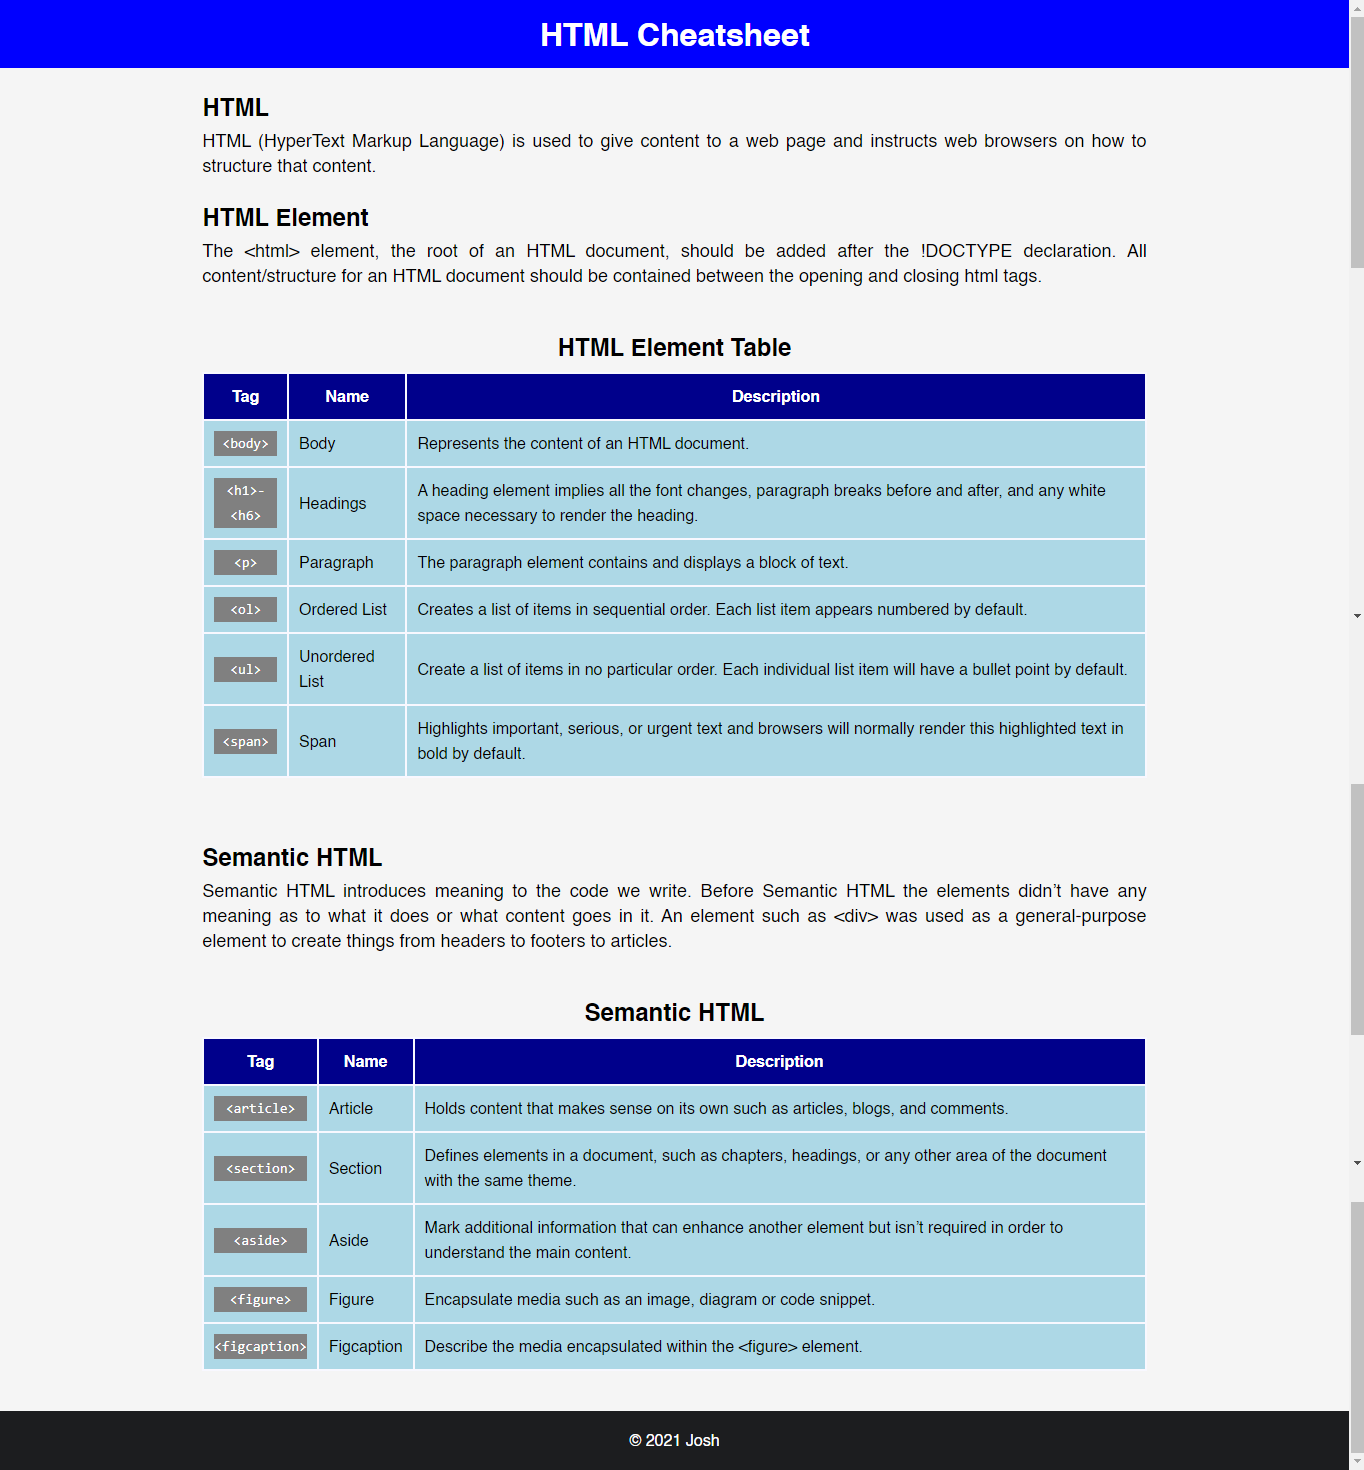 HTML Cheatsheet
HTML
HTML (HyperText Markup Language) is used to give content to a web page and instructs web browsers on how to
structure that content.
HTML Element
The <html> element, the root of an HTML document, should be added after the !DOCTYPE declaration. All
content/structure for an HTML document should be contained between the opening and closing html tags.
HTML Element Table
Tag Name Description
<body> Body Represents the content of an HTML document.
<h1>-
<h6>
Headings
A heading element implies all the font changes, paragraph breaks before and after, and any white
space necessary to render the heading.
<p> Paragraph The paragraph element contains and displays a block of text.
<ol> Ordered List Creates a list of items in sequential order. Each list item appears numbered by default.
<ul>
Unordered
List
Create a list of items in no particular order. Each individual list item will have a bullet point by default.
<span> Span
Highlights important, serious, or urgent text and browsers will normally render this highlighted text in
bold by default.
Semantic HTML
Semantic HTML introduces meaning to the code we write. Before Semantic HTML the elements didn’t have any
meaning as to what it does or what content goes in it. An element such as <div> was used as a general-purpose
element to create things from headers to footers to articles.
Semantic HTML
Tag Name Description
<article> Article Holds content that makes sense on its own such as articles, blogs, and comments.
<section> Section
Defines elements in a document, such as chapters, headings, or any other area of the document
with the same theme.
<aside> Aside
Mark additional information that can enhance another element but isn’t required in order to
understand the main content.
<figure> Figure Encapsulate media such as an image, diagram or code snippet.
<figcaption> Figcaption Describe the media encapsulated within the <figure> element.
© 2021 Josh